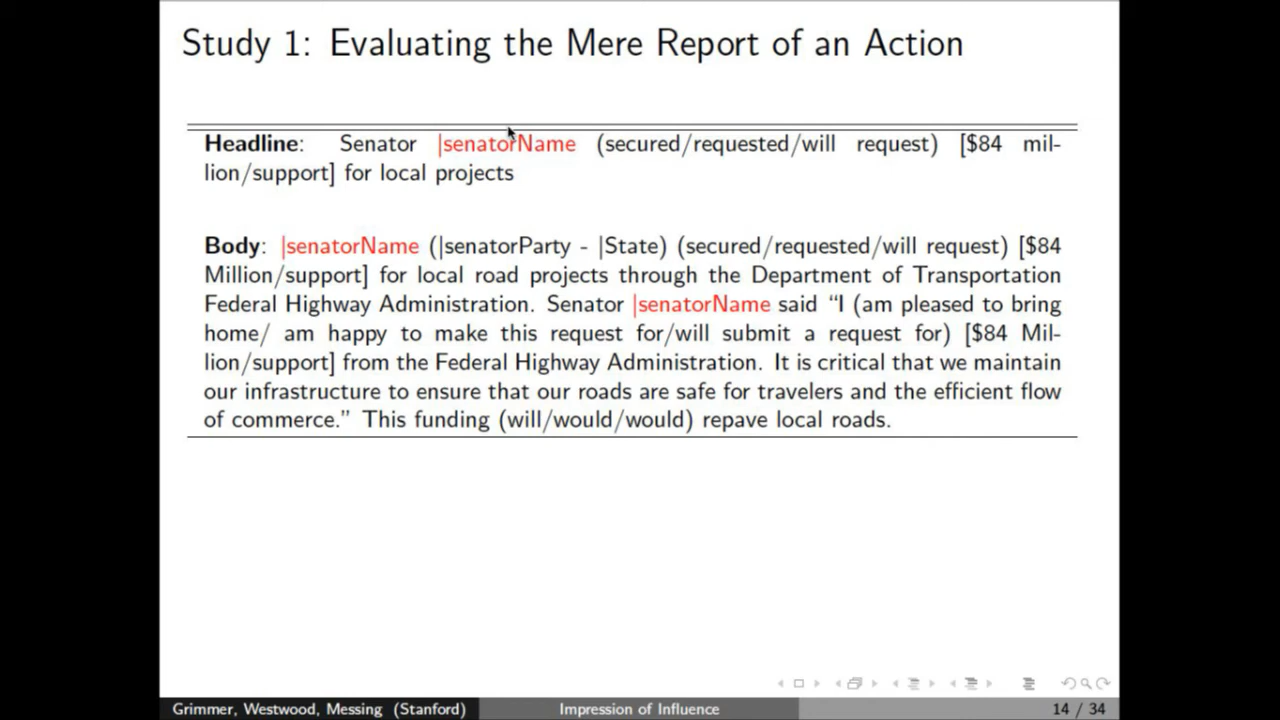 Study 1: Evaluating the Mere Report of an Action
Headline: Senator |senatorName (secured/requested/will request) [$84 mil-
lion/support] for local projects
Body: |senatorName (|senatorParty - |State) (secured/requested/will request) [$84
Million/support] for local road projects through the Department of Transportation
Federal Highway Administration. Senator |senatorName said “I (am pleased to bring
home/ am happy to make this request for/will submit a request for) [$84 Mil-
lion/support] from the Federal Highway Administration. It is critical that we maintain
our infrastructure to ensure that our roads are safe for travelers and the efficient flow
of commerce.” This funding (will/would/would) repave local roads.
Grimmer, Westwood, Messing (Stanford) Impression of Influence 14 / 34